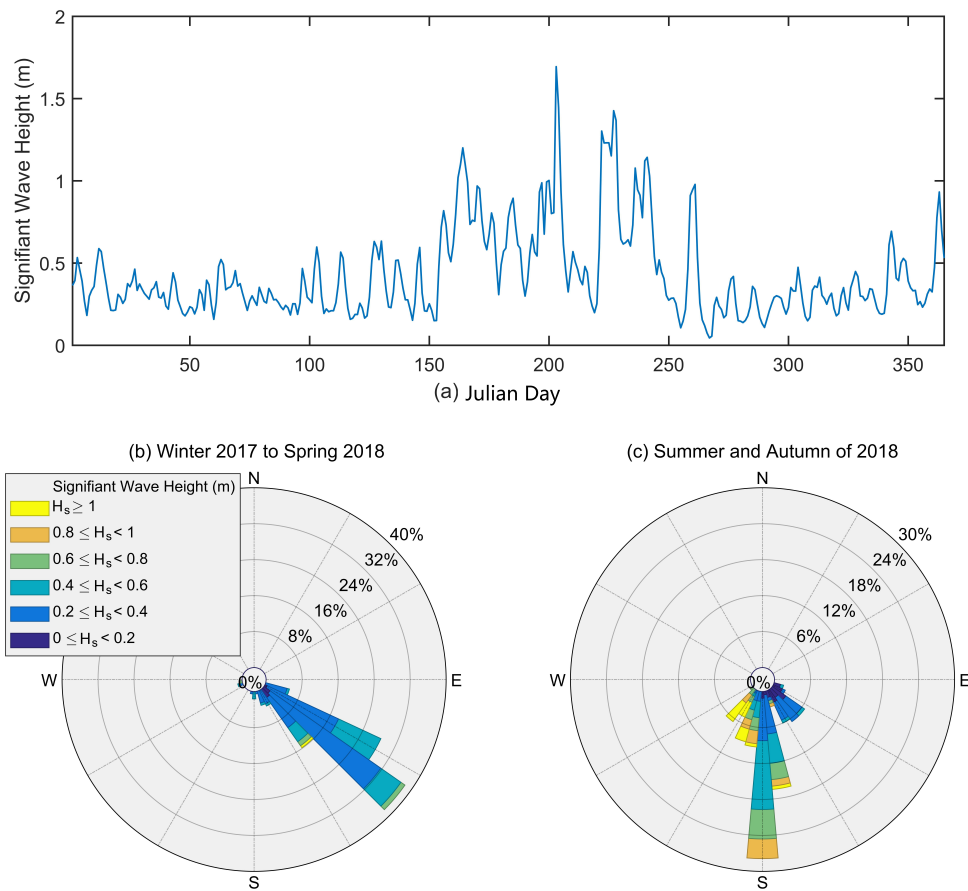 2
1.5
1
0.5
0
Signifiant Wave Height (m)
50 100 150 200 250 300 350
(a) Julian Day
(b) Winter 2017 to Spring 2018
(c) Summer and Autumn of 2018
Signifiant Wave Height (m)
Hs ≥ 1
0.8 ≤ Hs < 1
0.6 ≤ Hs < 0.8
0.4 ≤ Hs < 0.6
0.2 ≤ Hs < 0.4
0 ≤ Hs < 0.2
N
40%
32%
24%
16%
8%
0%
W
E
S
N
30%
24%
18%
12%
6%
0%
W
E
S